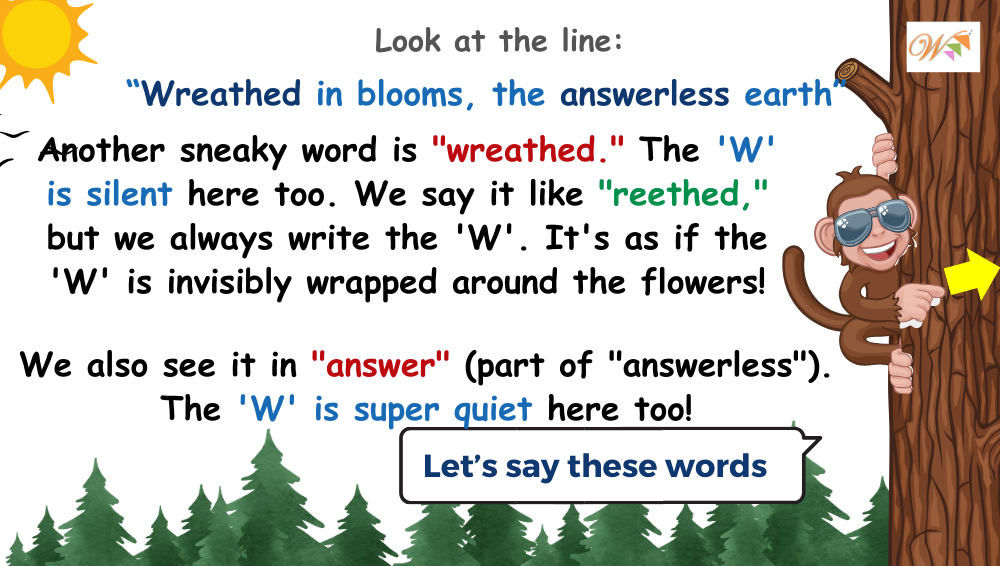 Look at the line:
“Wreathed in blooms, the answerless earth”
Another sneaky word is "wreathed." The 'W'
is silent here too. We say it like "reethed,"
but we always write the 'W'. It's as if the
'W' is invisibly wrapped around the flowers!
We also see it in "answer" (part of "answerless").
The 'W' is super quiet here too!
Let’s say these words